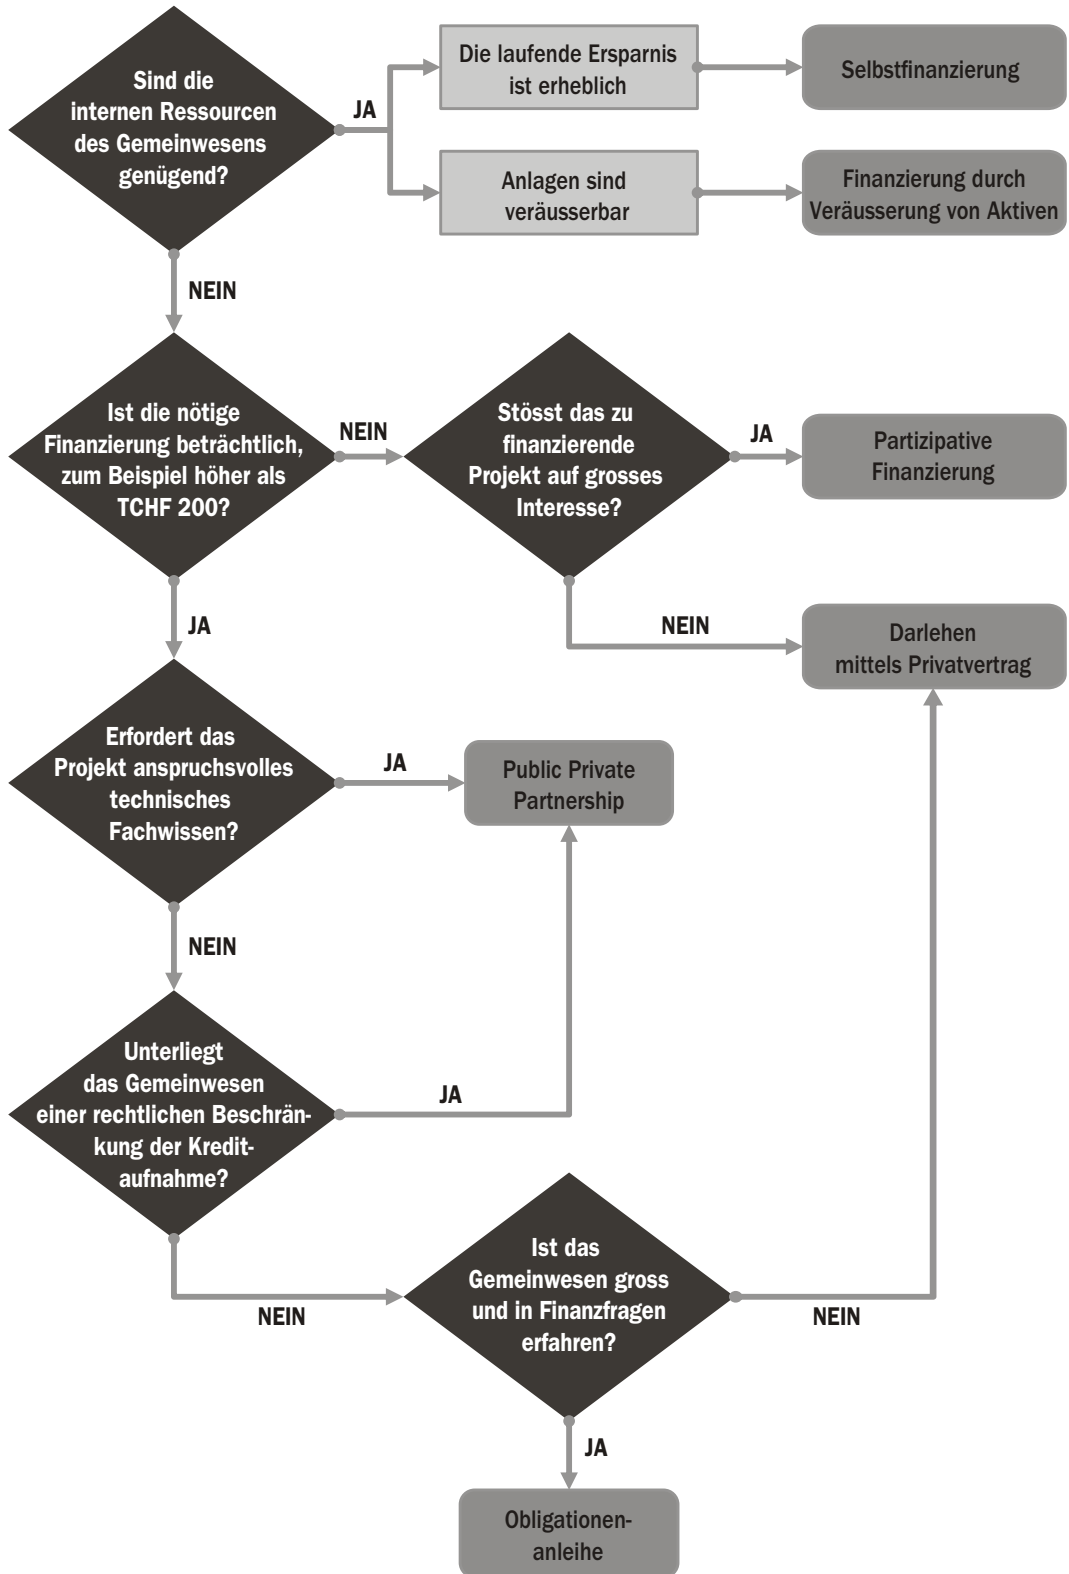 Sind die
internen Ressourcen
des Gemeinwesens
genügend?
JA
Die laufende Ersparnis
ist erheblich
Selbstfinanzierung
Anlagen sind
veräusserbar
Finanzierung durch
Veräusserung von Aktiven
NEIN
Ist die nötige
Finanzierung beträchtlich,
zum Beispiel höher als
TCHF 200?
NEIN
Stösst das zu
finanzierende
Projekt auf grosses
Interesse?
JA
Partizipative
Finanzierung
NEIN
Darlehen
mittels Privatvertrag
JA
Erfordert das
Projekt anspruchsvolles
technisches
Fachwissen?
JA
Public Private
Partnership
NEIN
Unterliegt
das Gemeinwesen
einer rechtlichen Beschrän-
kung der Kredit-
aufnahme?
JA
NEIN
Ist das
Gemeinwesen gross
und in Finanzfragen
erfahren?
NEIN
JA
Obligationen-
anleihe